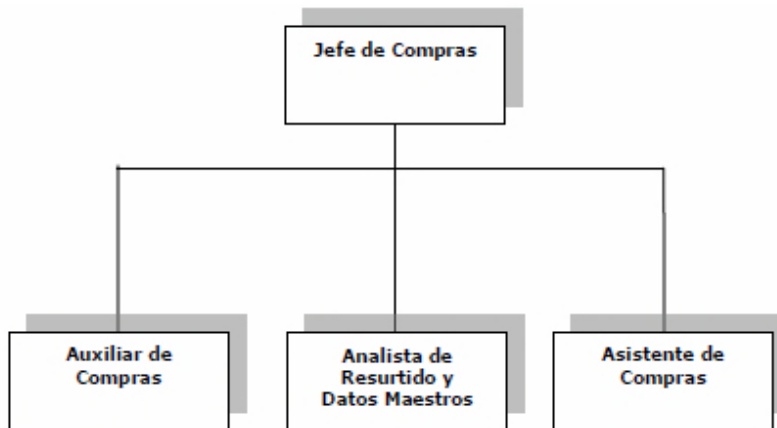 Jefe de Compras
Auxiliar de
Compras
Analista de
Resurtido y
Datos Maestros
Asistente de
Compras